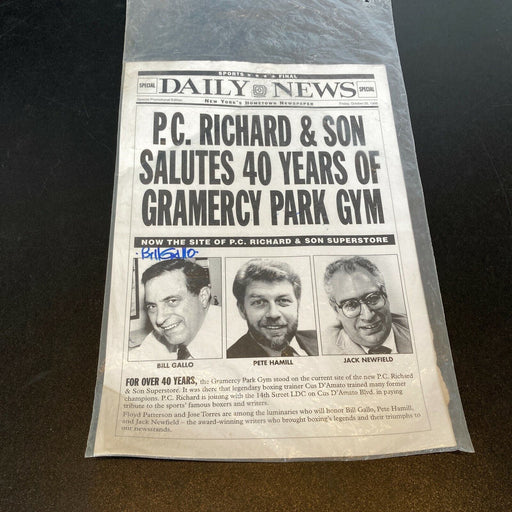 SPORTS ★★★★ FINAL
SPECIAL DAILY NEWS SPECIAL
Special Promotional Edition NEW YORK'S HOMETOWN NEWSPAPER Friday, October
P.C. RICHARD & SON
SALUTES 40 YEARS OF
GRAMERCY PARK GYM
NOW THE SITE OF P.C. RICHARD & SON SUPERSTORE
Bill Gallo
BILL GALLO PETE HAMILL JACK NEWFIELD
FOR OVER 40 YEARS, the Gramercy Park Gym stood on the current site of the new P.C. Richard
& Son Superstore. It was there that legendary boxing trainer Cus D'Amato trained many former
champions. P.C. Richard is joining with the 14th Street LDC on Cus D'Amato Blvd. in paying
tribute to the sports' famous boxers and writers.
Floyd Patterson and Jose Torres are among the luminaries who will honor Bill Gallo, Pete Hamill,
and Jack Newfield – the award-winning writers who brought boxing's legends and their triumphs to
our newsstands.